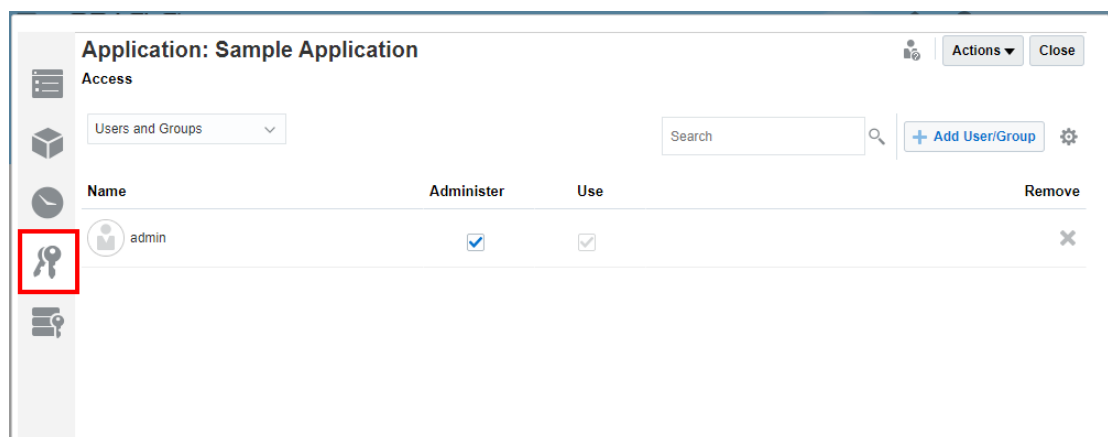 Application: Sample Application
Actions Close
Access
Users and Groups
Search
Add User/Group
Name Administer Use Remove
admin